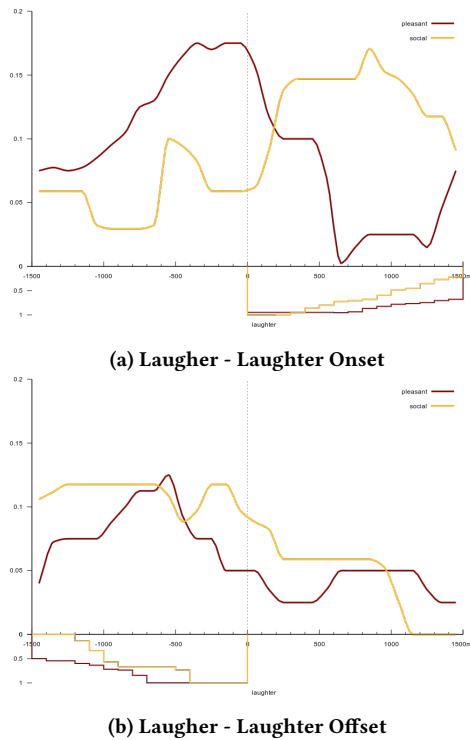 0.2
pleasant
social
0.15
0.1
0.05
0
-1500 -1000 -500 0 500 1000 1500m
0.5
1
laughter
(a) Laugher - Laughter Onset
0.2
pleasant
social
0.15
0.1
0.05
0
-1500 -1000 -500 0 500 1000 1500m
0.5
1
laughter
(b) Laugher - Laughter Offset